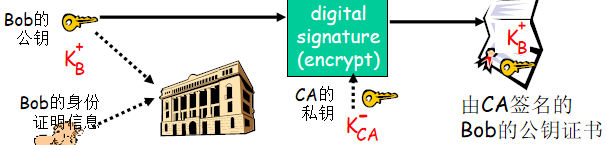 Bob的
公钥
K+B
Bob的身份
证明信息
digital
signature
(encrypt)
CA的
私钥
K-CA
K+B
由CA签名的
Bob的公钥证书